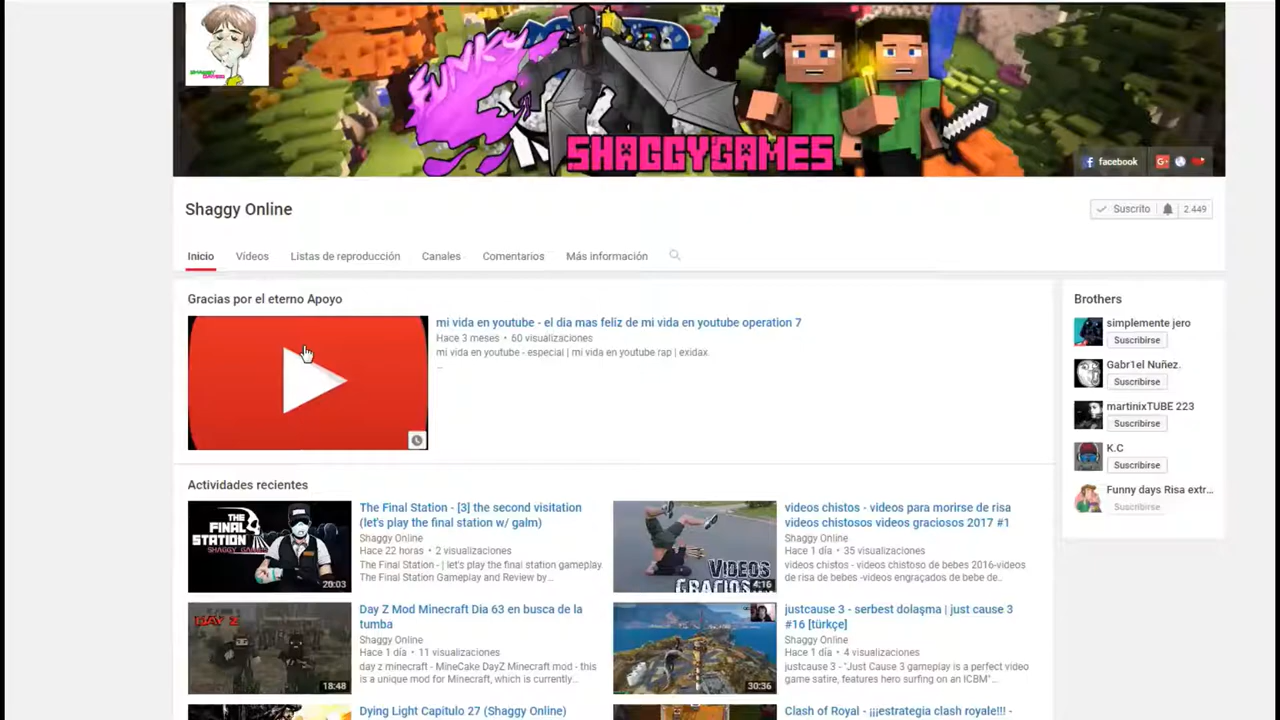 SHAGGYGAMES
facebook
Shaggy Online
Suscrito 2.449
Inicio Vídeos Listas de reproducción Canales Comentarios Más información
Gracias por el eterno Apoyo
mi vida en youtube - el dia mas feliz de mi vida en youtube operation 7
Hace 3 meses • 60 visualizaciones
mi vida en youtube - especial | mi vida en youtube rap | exidax.
...
Brothers
simplemente jero
Suscribirse
Gabr1el Nuñez.
Suscribirse
martinixTUBE 223
Suscribirse
K.C
Suscribirse
Funny days Risa extr...
Suscribirse
Actividades recientes
THE FINAL STATION
SHAGGY GAMES
20:03
The Final Station - [3] the second visitation
(let's play the final station w/ galm)
Shaggy Online
Hace 22 horas • 2 visualizaciones
The Final Station - | let's play the final station gameplay
The Final Station Gameplay and Review by...
VIDEOS
GRACIOS
4:16
videos chistos - videos para morirse de risa
videos chistosos videos graciosos 2017 #1
Shaggy Online
Hace 1 día • 35 visualizaciones
videos chistos - videos chistoso de bebes 2016-videos
de risa de bebes -videos engraçados de bebe de...
DAY Z
18:48
Day Z Mod Minecraft Dia 63 en busca de la
tumba
Shaggy Online
Hace 1 día • 11 visualizaciones
day z minecraft - MineCake DayZ Minecraft mod - this
is a unique mod for Minecraft, which is currently...
30:36
justcause 3 - serbest dolaşma | just cause 3
#16 [türkçe]
Shaggy Online
Hace 1 día • 4 visualizaciones
justcause 3 - "Just Cause 3 gameplay is a perfect video
game satire, features hero surfing on an ICBM"...
Dying Light Capitulo 27 (Shaggy Online)
Clash of Royal - ¡¡¡estrategia clash royale!!! -